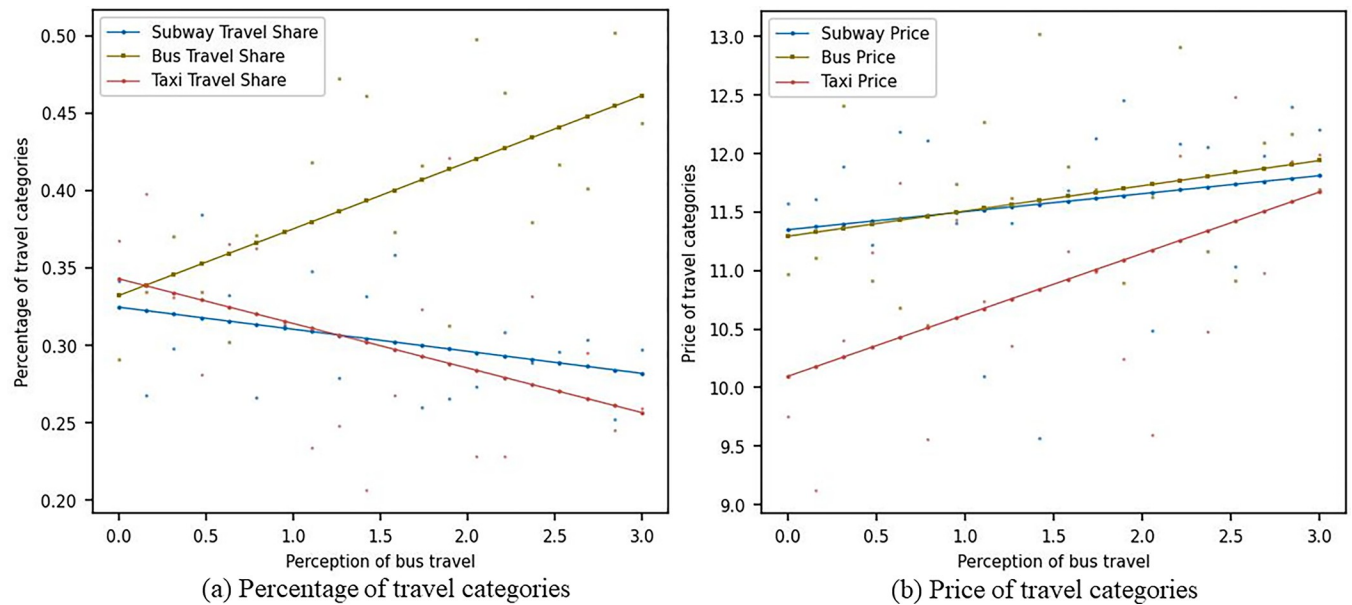 Subway Travel Share
Bus Travel Share
Taxi Travel Share
0.50
0.45
0.40
0.35
0.30
0.25
0.20
Percentage of travel categories
0.0 0.5 1.0 1.5 2.0 2.5 3.0
Perception of bus travel
(a) Percentage of travel categories
Subway Price
Bus Price
Taxi Price
13.0
12.5
12.0
11.5
11.0
10.5
10.0
9.5
9.0
Price of travel categories
0.0 0.5 1.0 1.5 2.0 2.5 3.0
Perception of bus travel
(b) Price of travel categories